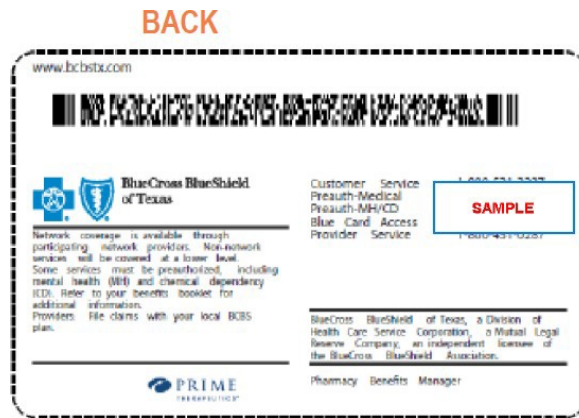 BACK
www.bcbstx.com
BlueCross BlueShield
of Texas
Network coverage is available through
participating network providers. Non-network
services will be covered at a lower level.
Some services must be preauthorized, including
mental health (MH) and chemical dependency
(CD). Refer to your benefits booklet for
additional information.
Providers: File claims with your local BCBS
plan.
PRIME
THERAPEUTICS
Customer Service
Preauth-Medical
Preauth-MH/CD
Blue Card Access
Provider Service
SAMPLE
BlueCross BlueShield of Texas, a Division of
Health Care Service Corporation, a Mutual Legal
Reserve Company, an independent licensee of
the BlueCross BlueShield Association.
Pharmacy Benefits Manager